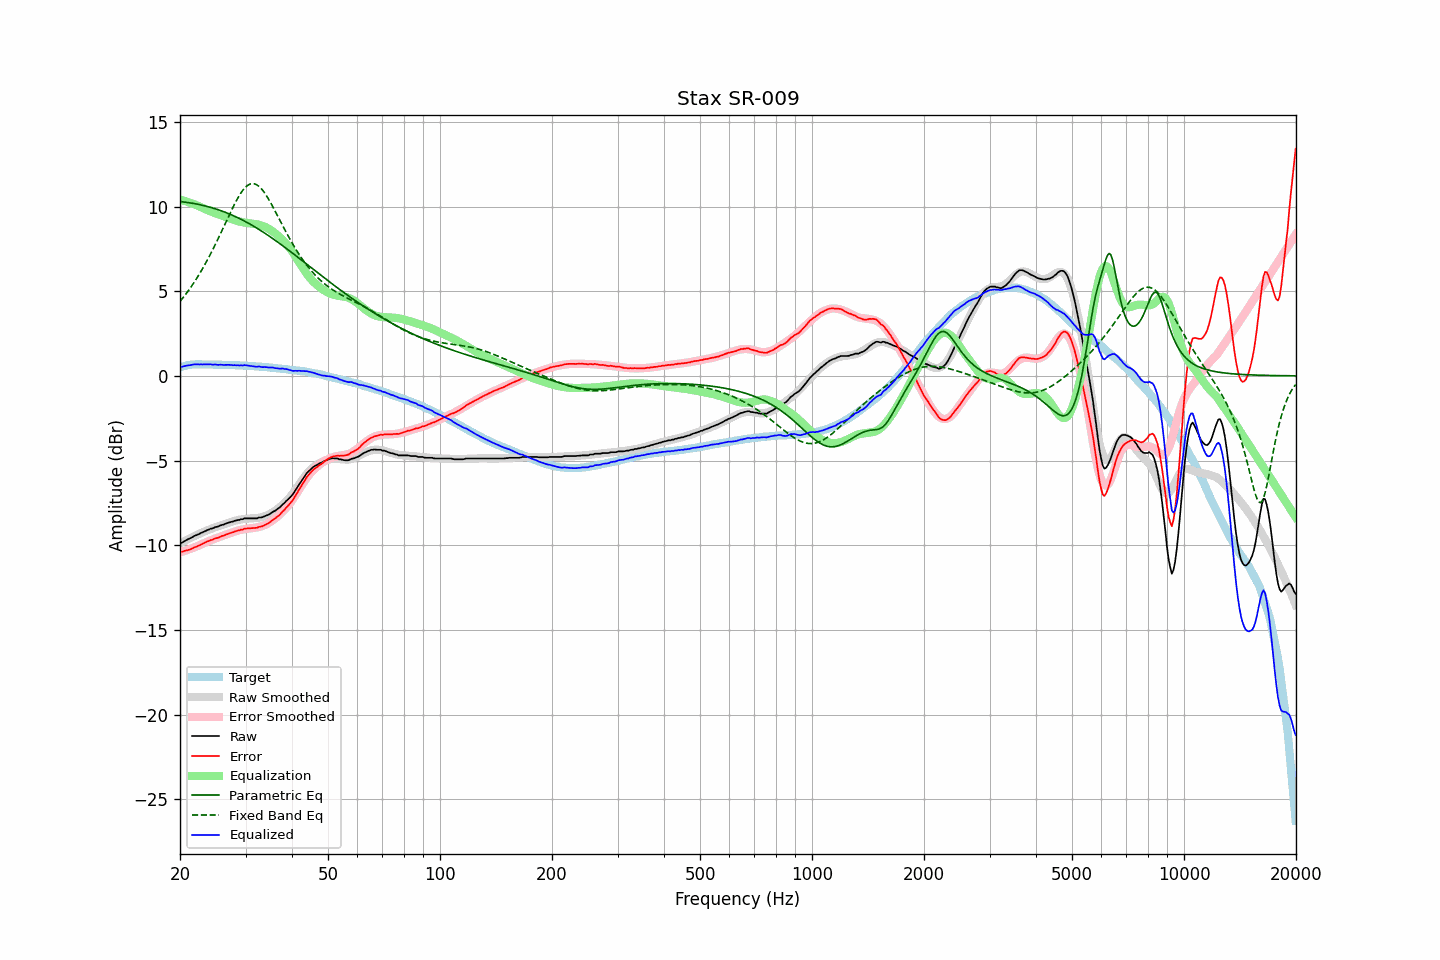 Stax SR-009
Amplitude (dBr)
15
10
5
0
−5
−10
−15
−20
−25
Target
Raw Smoothed
Error Smoothed
Raw
Error
Equalization
Parametric Eq
Fixed Band Eq
Equalized
20 50 100 200 500 1000 2000 5000 10000 20000
Frequency (Hz)